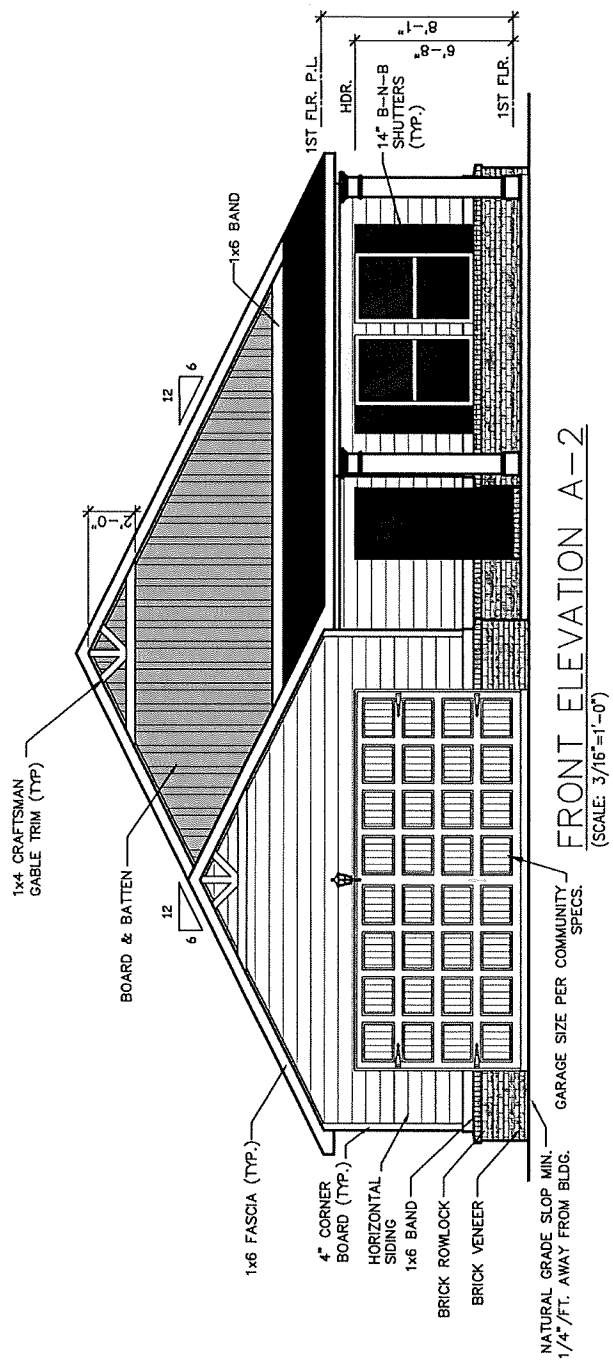 1x4 CRAFTSMAN
GABLE TRIM (TYP)
BOARD & BATTEN
12
6
2'-0"
12
6
1x6 BAND
1x6 FASCIA (TYP.)
4" CORNER
BOARD (TYP.)
HORIZONTAL
SIDING
1x6 BAND
BRICK ROWLOCK
BRICK VENEER
NATURAL GRADE SLOP MIN.
1/4"/FT. AWAY FROM BLDG.
GARAGE SIZE PER COMMUNITY
SPECS.
1ST FLR. P.L.
HDR.
14" B-N-B
SHUTTERS
(TYP.)
1ST FLR.
6'-8"
8'-1"
FRONT ELEVATION A-2
(SCALE: 3/16"=1'-0")